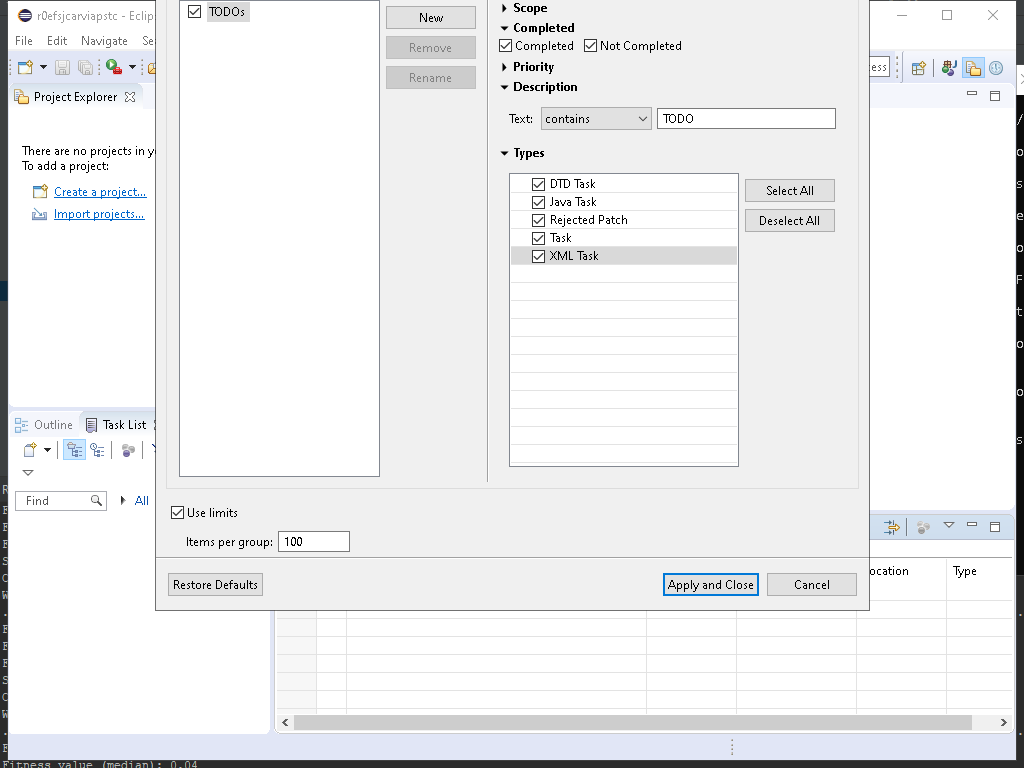 r0efsjcarviapstc - Eclips
File Edit Navigate Se
Project Explorer
There are no projects in y
To add a project:
Create a project...
Import projects...
Outline Task List
Find All
TODOs
New
Remove
Rename
Scope
Completed
Completed Not Completed
Priority
Description
Text: contains TODO
Types
DTD Task
Java Task
Rejected Patch
Task
XML Task
Select All
Deselect All
Use limits
Items per group: 100
Restore Defaults
Apply and Close
Cancel
ess
ocation Type
Fitness value (median): 0.04